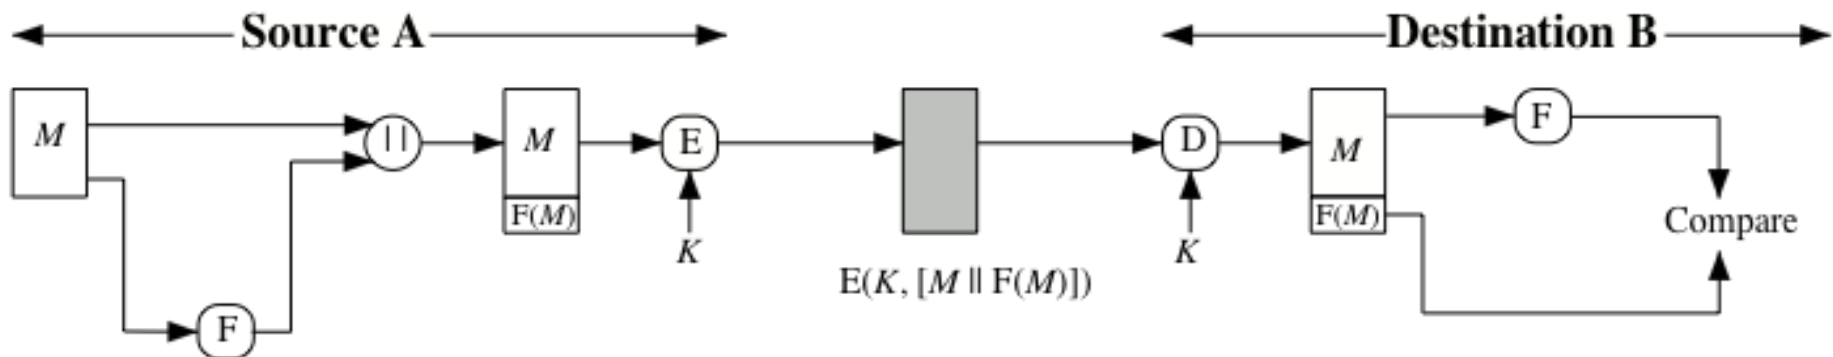 Source A
Destination B
M
||
M
F(M)
E
K
E(K, [M || F(M)])
D
K
M
F(M)
F
Compare
F